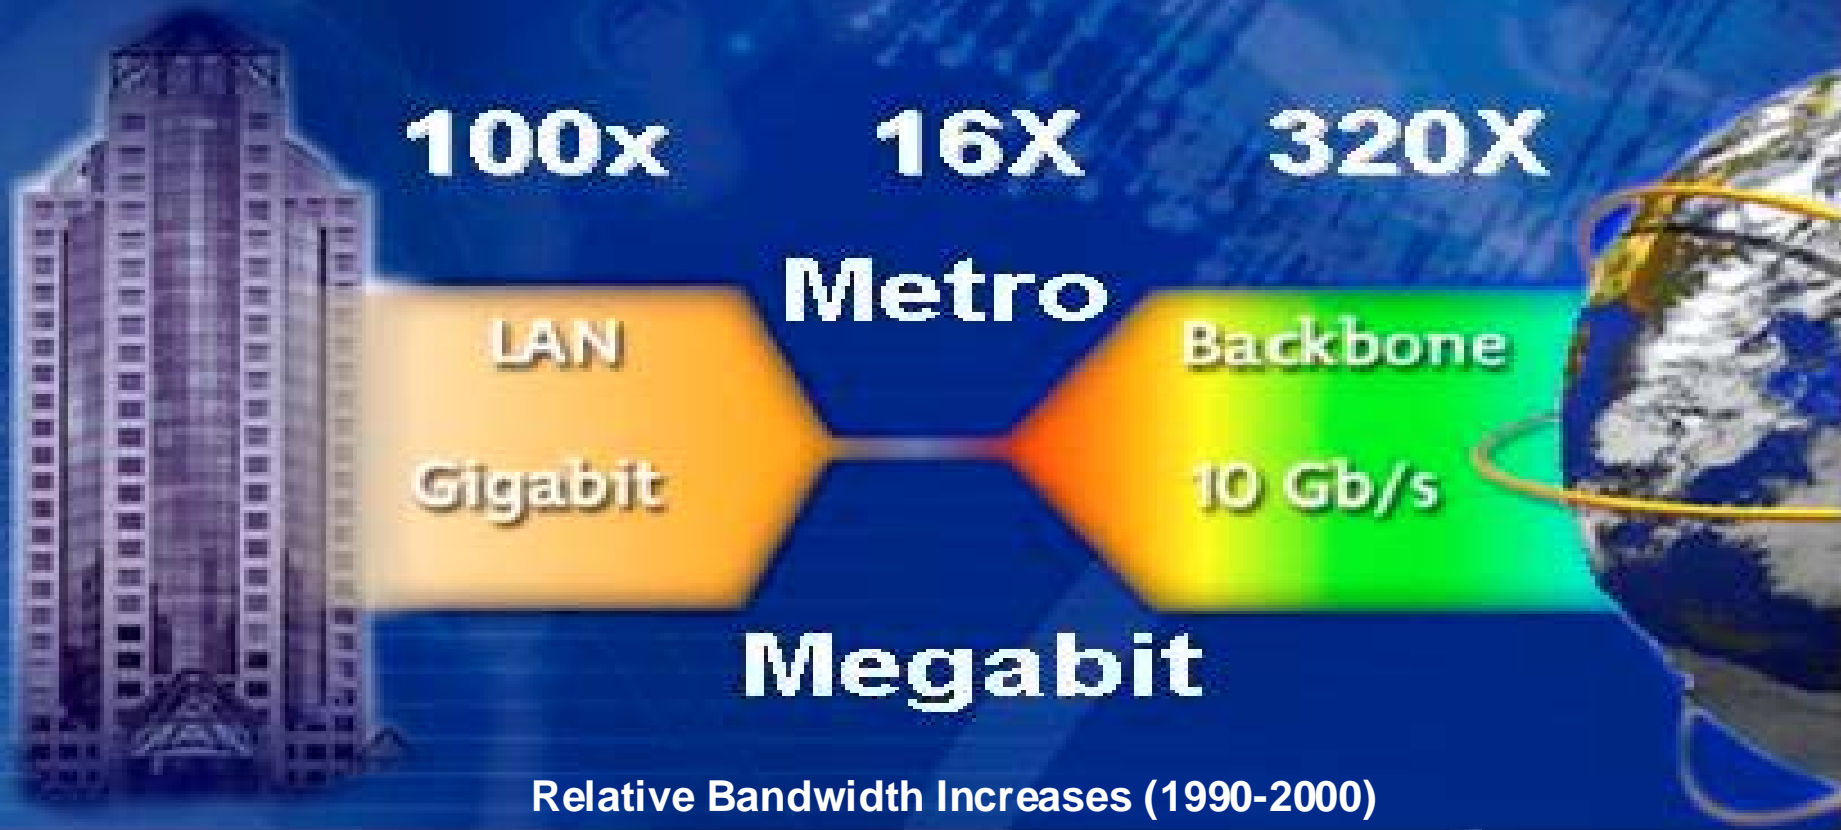 100x 16X 320X
Metro
LAN Backbone
Gigabit 10 Gb/s
Megabit
Relative Bandwidth Increases (1990-2000)